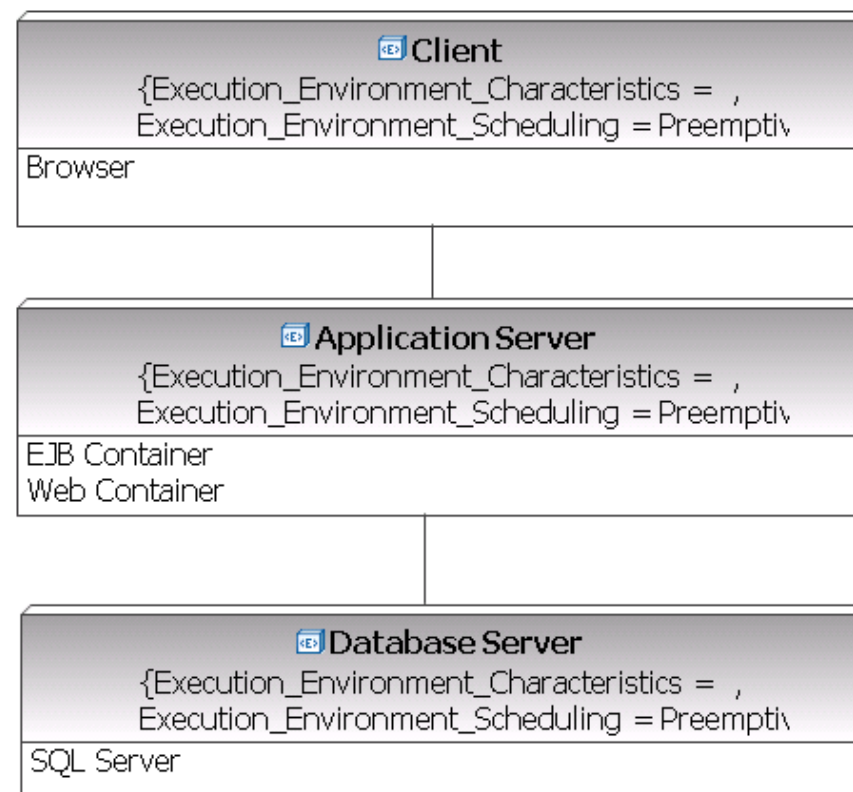 Client
{Execution_Environment_Characteristics = ,
Execution_Environment_Scheduling = Preemptiv
Browser
Application Server
{Execution_Environment_Characteristics = ,
Execution_Environment_Scheduling = Preemptiv
EJB Container
Web Container
Database Server
{Execution_Environment_Characteristics = ,
Execution_Environment_Scheduling = Preemptiv
SQL Server